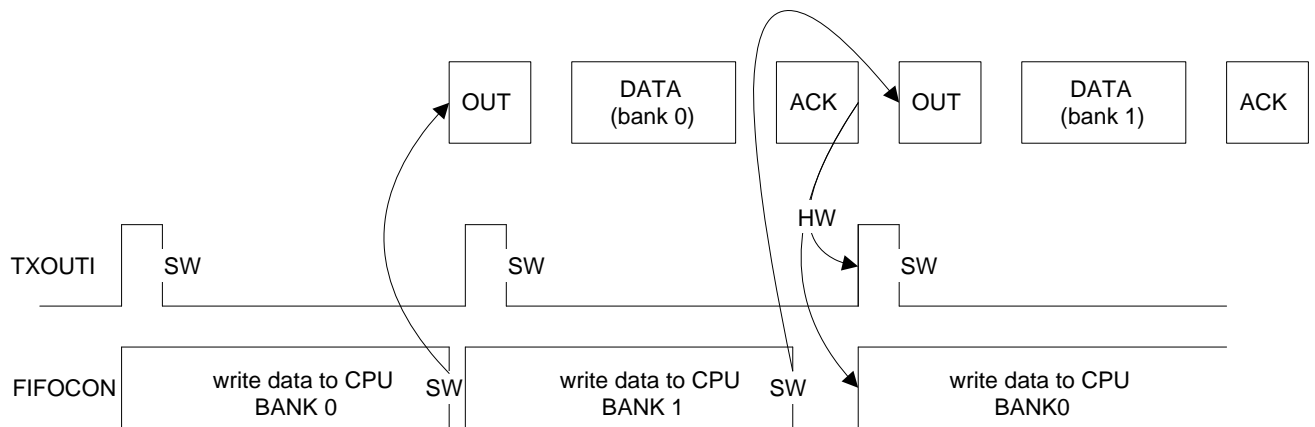 OUT
DATA
(bank 0)
ACK
OUT
DATA
(bank 1)
ACK
HW
TXOUTI
SW
SW
SW
FIFOCON
write data to CPU
BANK 0
SW
write data to CPU
BANK 1
SW
write data to CPU
BANK0